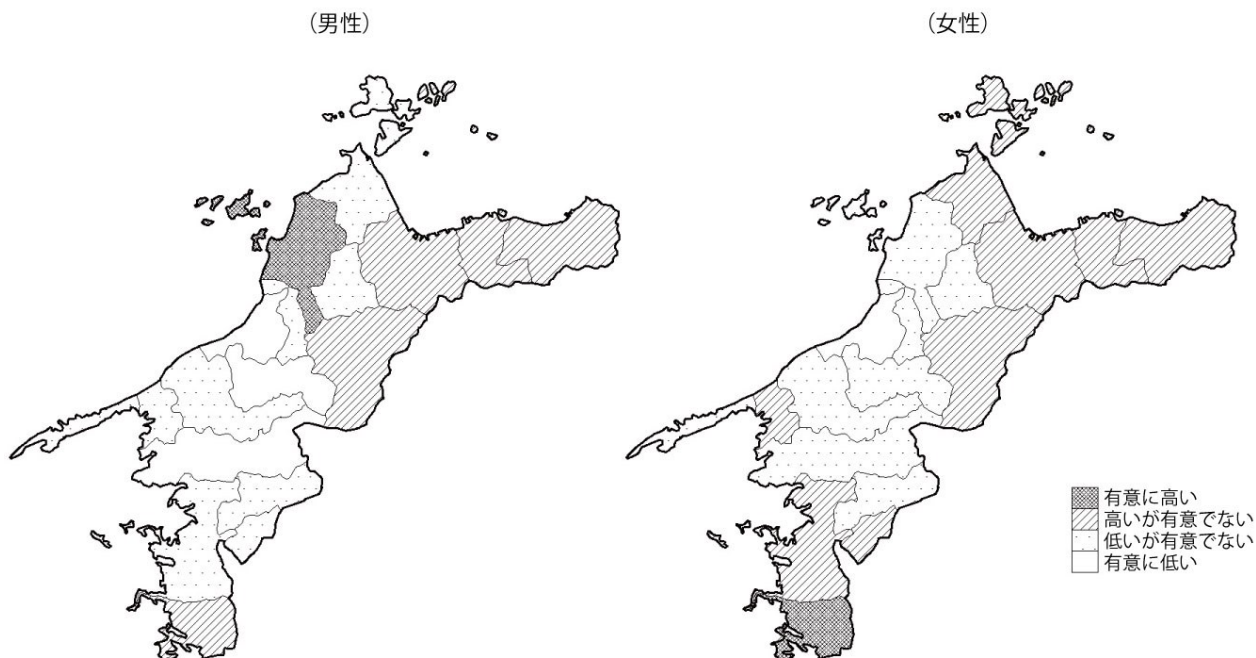 （男性）
（女性）
有意に高い
高いが有意でない
低いが有意でない
有意に低い